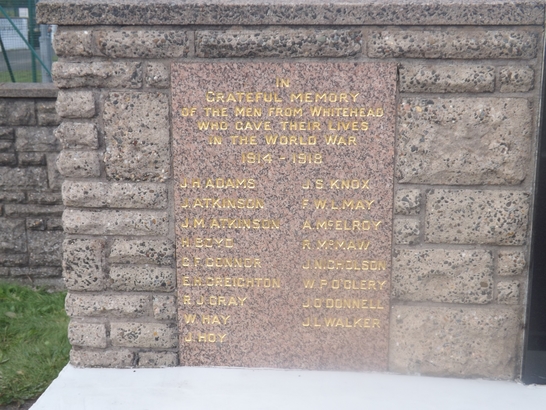 IN
GRATEFUL MEMORY
OF THE MEN FROM WHITEHEAD
WHO GAVE THEIR LIVES
IN THE WORLD WAR
1914 - 1918
J. H ADAMS
J. ATKINSON
J. M. ATKINSON
H. BOYD
C. F. CONNOR
E. H. CREIGHTON
R. J. GRAY
W. HAY
J. HOY
J. S. KNOX
F. W. L. MAY
A. McELROY
R. McMAW
J. NICHOLSON
W. P O'CLERY
J. O'DONNELL
J. L WALKER